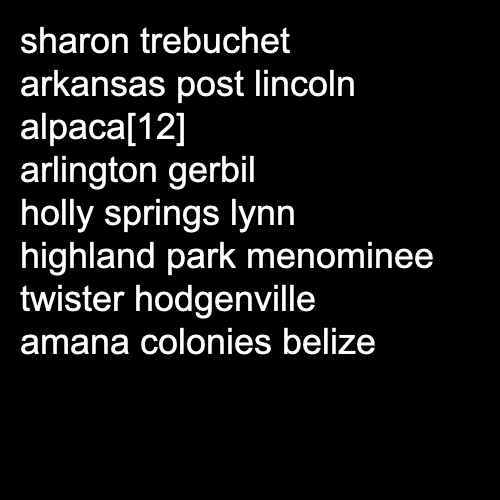 sharon trebuchet
arkansas post lincoln
alpaca[12]
arlington gerbil
holly springs lynn
highland park menominee
twister hodgenville
amana colonies belize